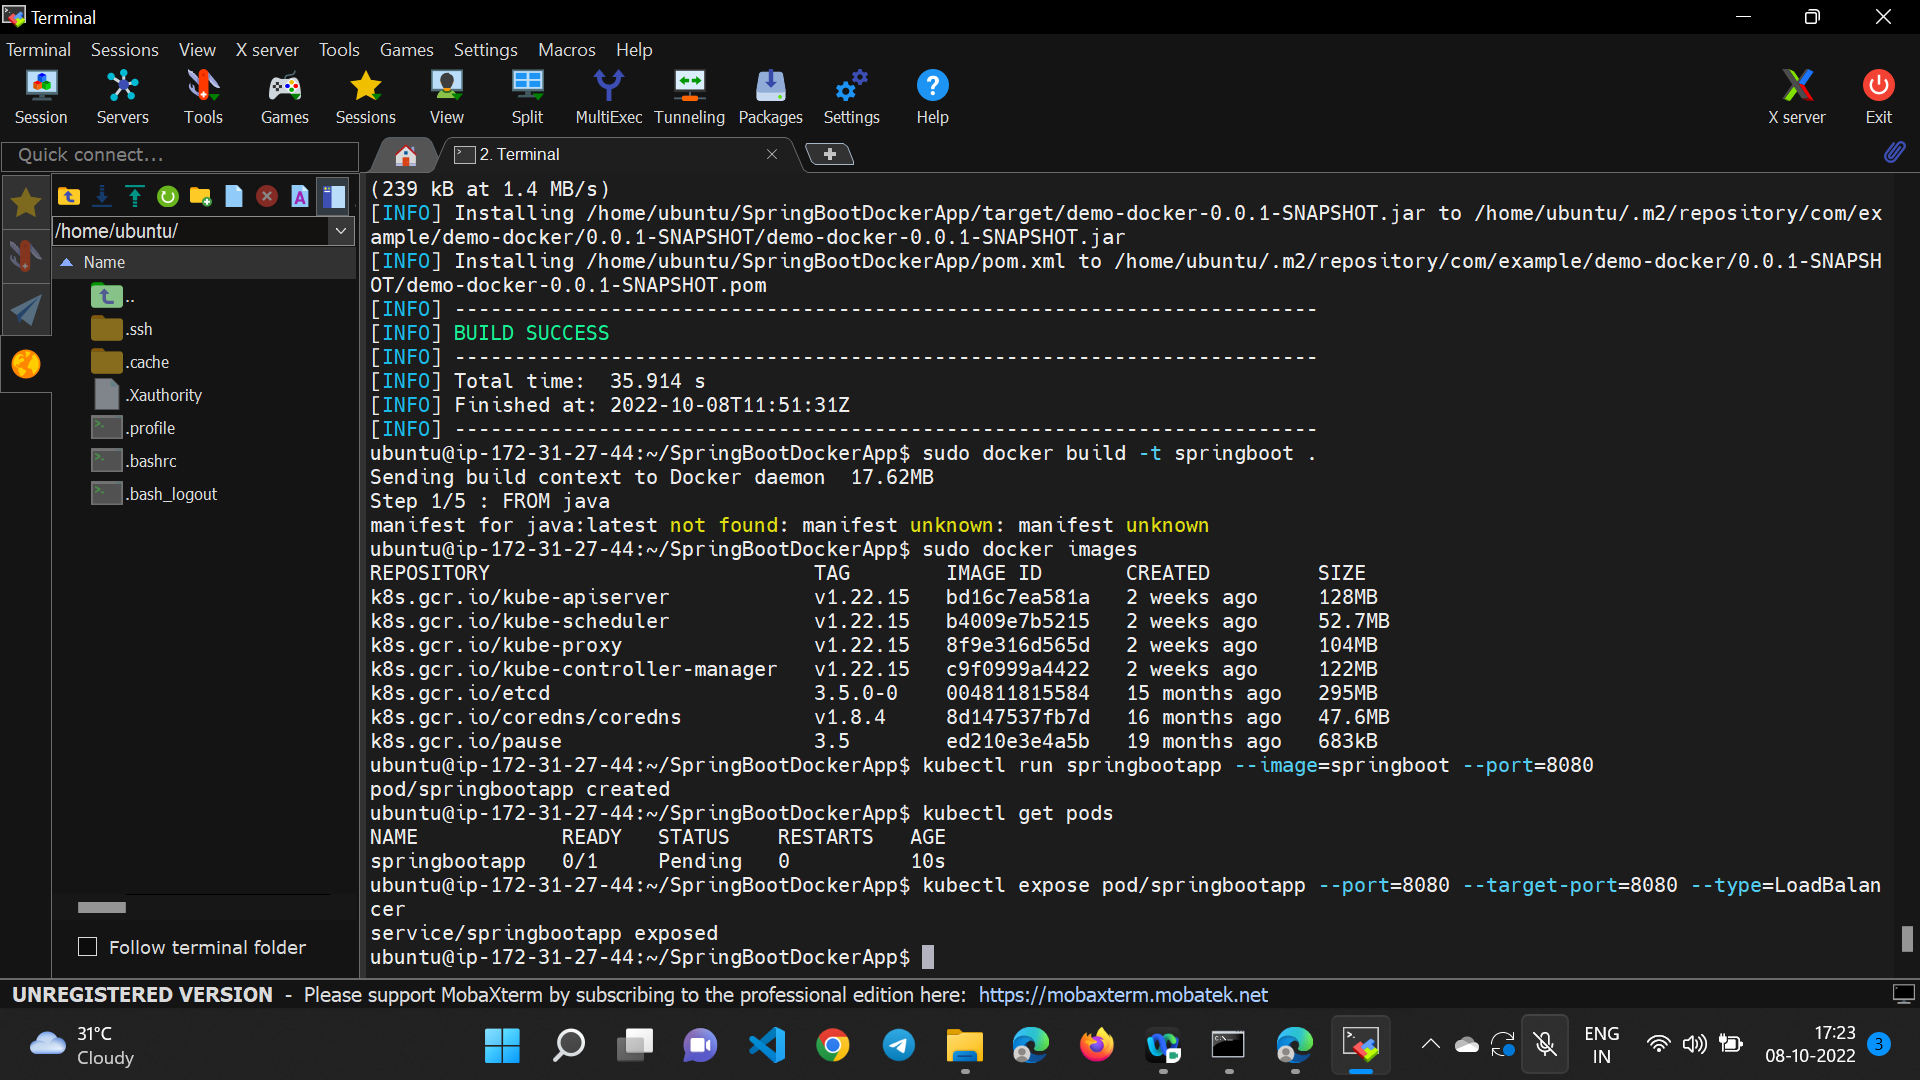 Terminal
Terminal Sessions View X server Tools Games Settings Macros Help
Session Servers Tools Games Sessions View Split MultiExec Tunneling Packages Settings Help X server Exit
Quick connect...
2. Terminal
/home/ubuntu/
Name
..
.ssh
.cache
.Xauthority
.profile
.bashrc
.bash_logout
Follow terminal folder
(239 kB at 1.4 MB/s)
[INFO] Installing /home/ubuntu/SpringBootDockerApp/target/demo-docker-0.0.1-SNAPSHOT.jar to /home/ubuntu/.m2/repository/com/ex
ample/demo-docker/0.0.1-SNAPSHOT/demo-docker-0.0.1-SNAPSHOT.jar
[INFO] Installing /home/ubuntu/SpringBootDockerApp/pom.xml to /home/ubuntu/.m2/repository/com/example/demo-docker/0.0.1-SNAPSH
OT/demo-docker-0.0.1-SNAPSHOT.pom
[INFO] ------------------------------------------------------------------------
[INFO] BUILD SUCCESS
[INFO] ------------------------------------------------------------------------
[INFO] Total time:  35.914 s
[INFO] Finished at: 2022-10-08T11:51:31Z
[INFO] ------------------------------------------------------------------------
ubuntu@ip-172-31-27-44:~/SpringBootDockerApp$ sudo docker build -t springboot .
Sending build context to Docker daemon  17.62MB
Step 1/5 : FROM java
manifest for java:latest not found: manifest unknown: manifest unknown
ubuntu@ip-172-31-27-44:~/SpringBootDockerApp$ sudo docker images
REPOSITORY                           TAG        IMAGE ID       CREATED         SIZE
k8s.gcr.io/kube-apiserver            v1.22.15   bd16c7ea581a   2 weeks ago     128MB
k8s.gcr.io/kube-scheduler            v1.22.15   b4009e7b5215   2 weeks ago     52.7MB
k8s.gcr.io/kube-proxy                v1.22.15   8f9e316d565d   2 weeks ago     104MB
k8s.gcr.io/kube-controller-manager   v1.22.15   c9f0999a4422   2 weeks ago     122MB
k8s.gcr.io/etcd                      3.5.0-0    004811815584   15 months ago   295MB
k8s.gcr.io/coredns/coredns           v1.8.4     8d147537fb7d   16 months ago   47.6MB
k8s.gcr.io/pause                     3.5        ed210e3e4a5b   19 months ago   683kB
ubuntu@ip-172-31-27-44:~/SpringBootDockerApp$ kubectl run springbootapp --image=springboot --port=8080
pod/springbootapp created
ubuntu@ip-172-31-27-44:~/SpringBootDockerApp$ kubectl get pods
NAME            READY   STATUS    RESTARTS   AGE
springbootapp   0/1     Pending   0          10s
ubuntu@ip-172-31-27-44:~/SpringBootDockerApp$ kubectl expose pod/springbootapp --port=8080 --target-port=8080 --type=LoadBalan
cer
service/springbootapp exposed
ubuntu@ip-172-31-27-44:~/SpringBootDockerApp$
UNREGISTERED VERSION - Please support MobaXterm by subscribing to the professional edition here: https://mobaxterm.mobatek.net
31°C
Cloudy
ENG
IN
17:23
08-10-2022
3